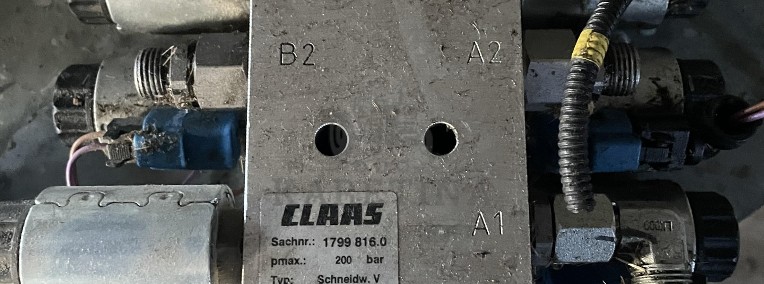 B2 A2
A1
CLAAS
Sachnr.: 1799 816.0
pmax.: 200 bar
Typ: Schneidw. V